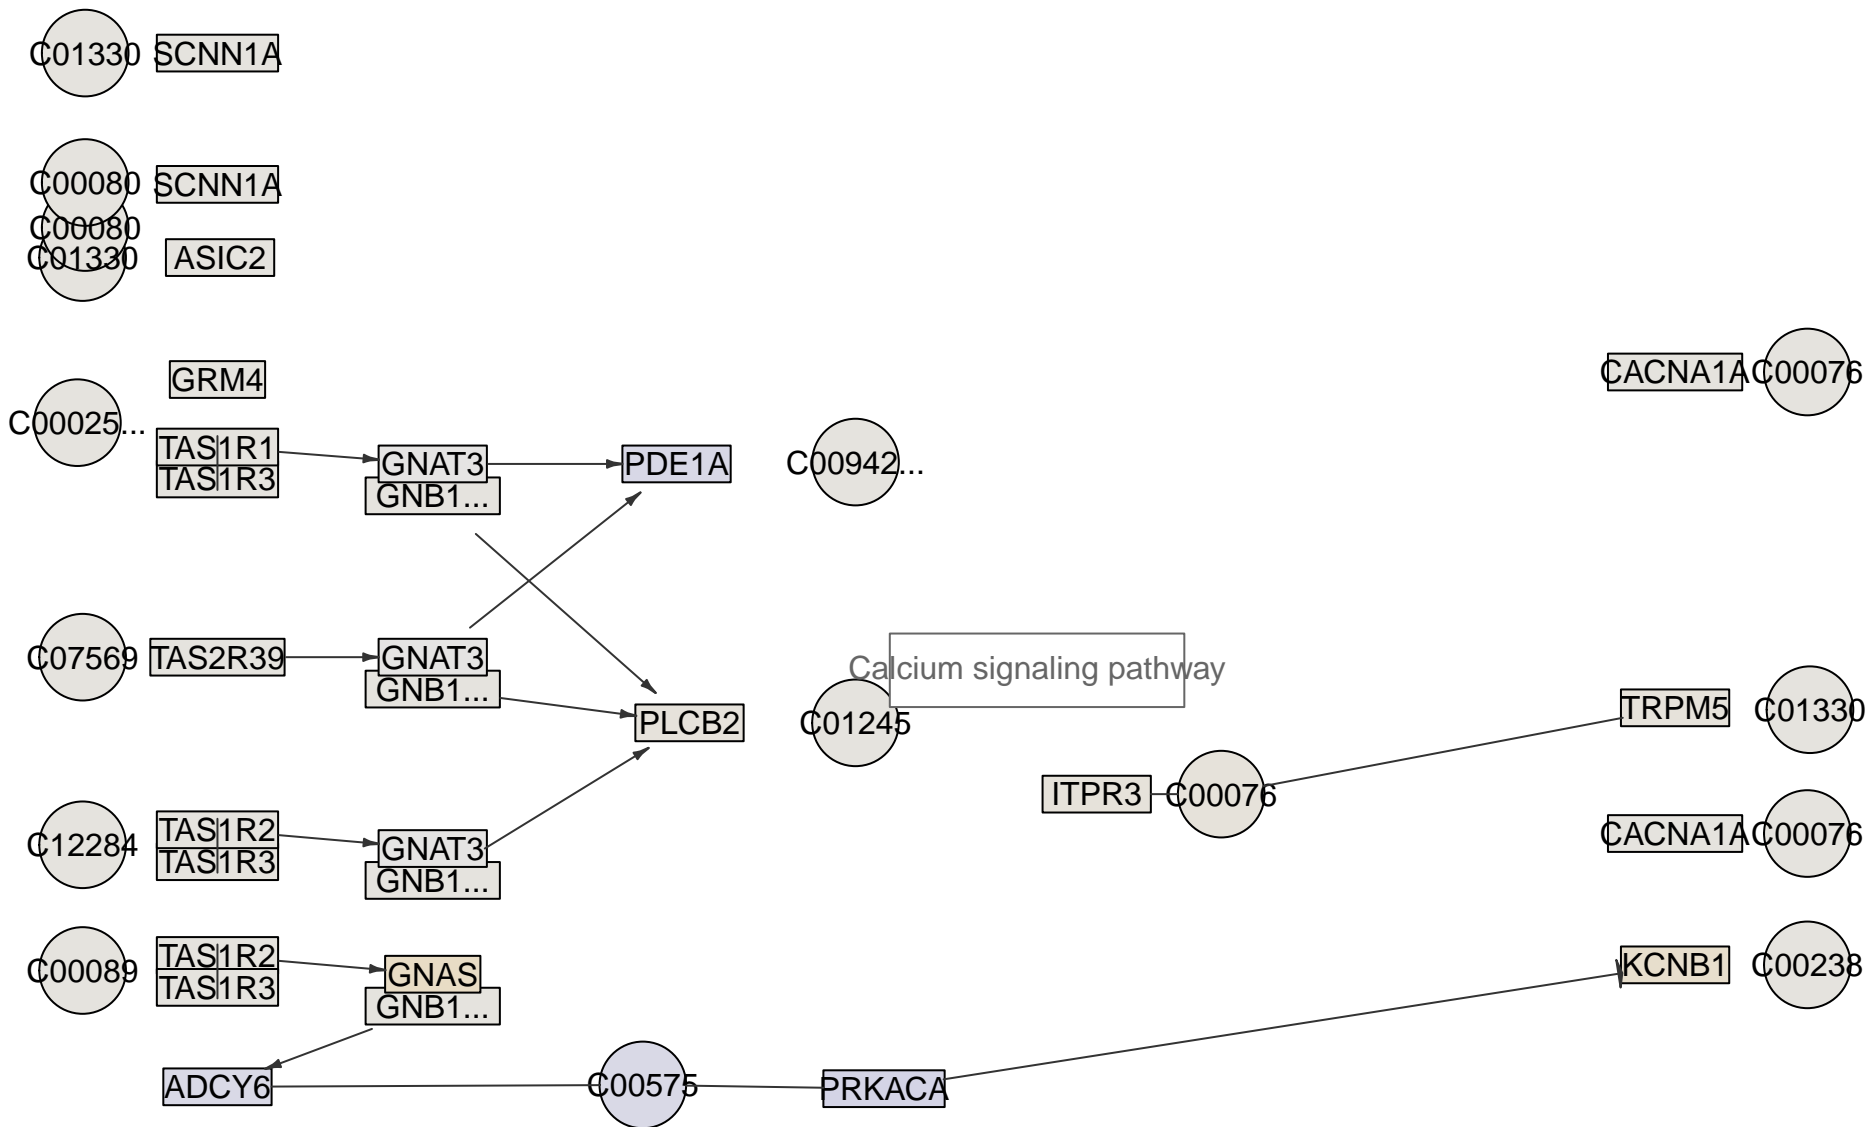 C01330
SCNN1A
C00080
SCNN1A
C00080
C01330
ASIC2
GRM4
CACNA1A
C00076
C00025...
TAS1R1
TAS1R3
GNAT3
GNB1...
PDE1A
C00942...
C07569
TAS2R39
GNAT3
GNB1...
Calcium signaling pathway
PLCB2
C01245
TRPM5
C01330
ITPR3
C00076
C12284
TAS1R2
TAS1R3
GNAT3
GNB1...
CACNA1A
C00076
C00089
TAS1R2
TAS1R3
GNAS
GNB1...
KCNB1
C00238
ADCY6
C00575
PRKACA